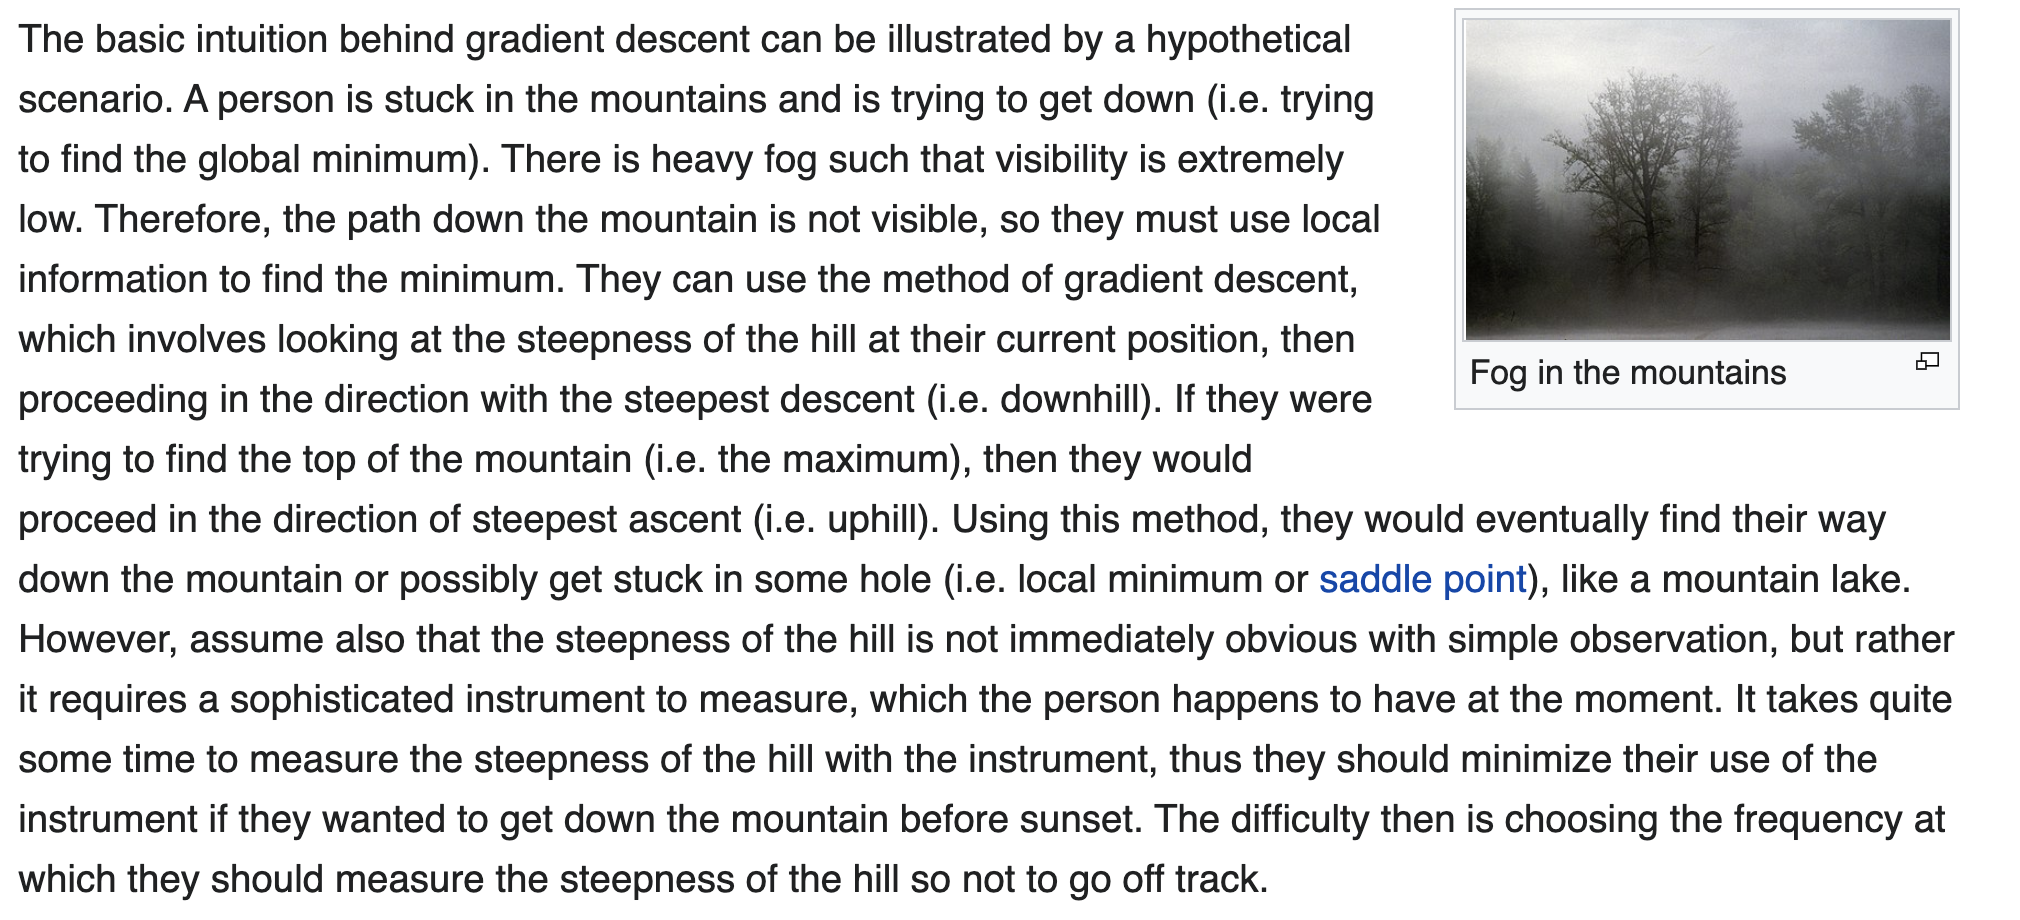 The basic intuition behind gradient descent can be illustrated by a hypothetical
scenario. A person is stuck in the mountains and is trying to get down (i.e. trying
to find the global minimum). There is heavy fog such that visibility is extremely
low. Therefore, the path down the mountain is not visible, so they must use local
information to find the minimum. They can use the method of gradient descent,
which involves looking at the steepness of the hill at their current position, then
proceeding in the direction with the steepest descent (i.e. downhill). If they were
trying to find the top of the mountain (i.e. the maximum), then they would
proceed in the direction of steepest ascent (i.e. uphill). Using this method, they would eventually find their way
down the mountain or possibly get stuck in some hole (i.e. local minimum or saddle point), like a mountain lake.
However, assume also that the steepness of the hill is not immediately obvious with simple observation, but rather
it requires a sophisticated instrument to measure, which the person happens to have at the moment. It takes quite
some time to measure the steepness of the hill with the instrument, thus they should minimize their use of the
instrument if they wanted to get down the mountain before sunset. The difficulty then is choosing the frequency at
which they should measure the steepness of the hill so not to go off track.
Fog in the mountains